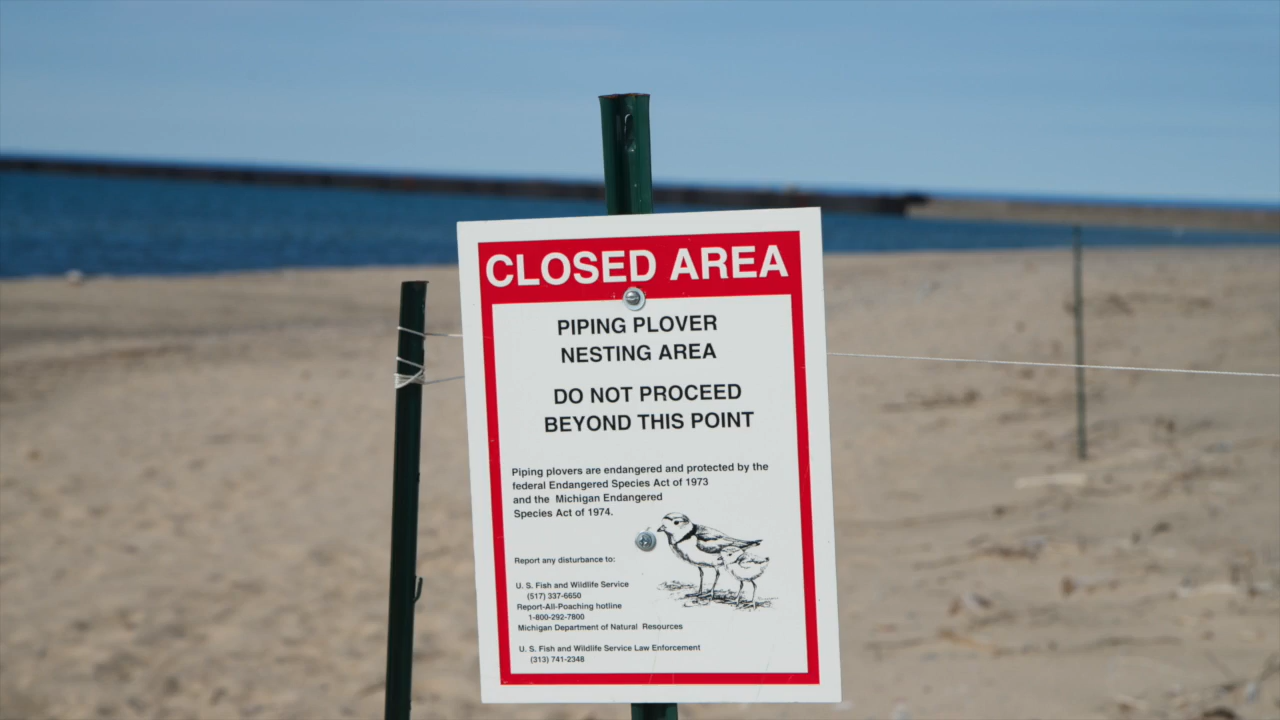 CLOSED AREA
PIPING PLOVER
NESTING AREA
DO NOT PROCEED
BEYOND THIS POINT
Piping plovers are endangered and protected by the
federal Endangered Species Act of 1973
and the Michigan Endangered
Species Act of 1974.
Report any disturbance to:
U. S. Fish and Wildlife Service
(517) 337-6650
Report-All-Poaching hotline
1-800-292-7800
Michigan Department of Natural Resources
U. S. Fish and Wildlife Service Law Enforcement
(313) 741-2348